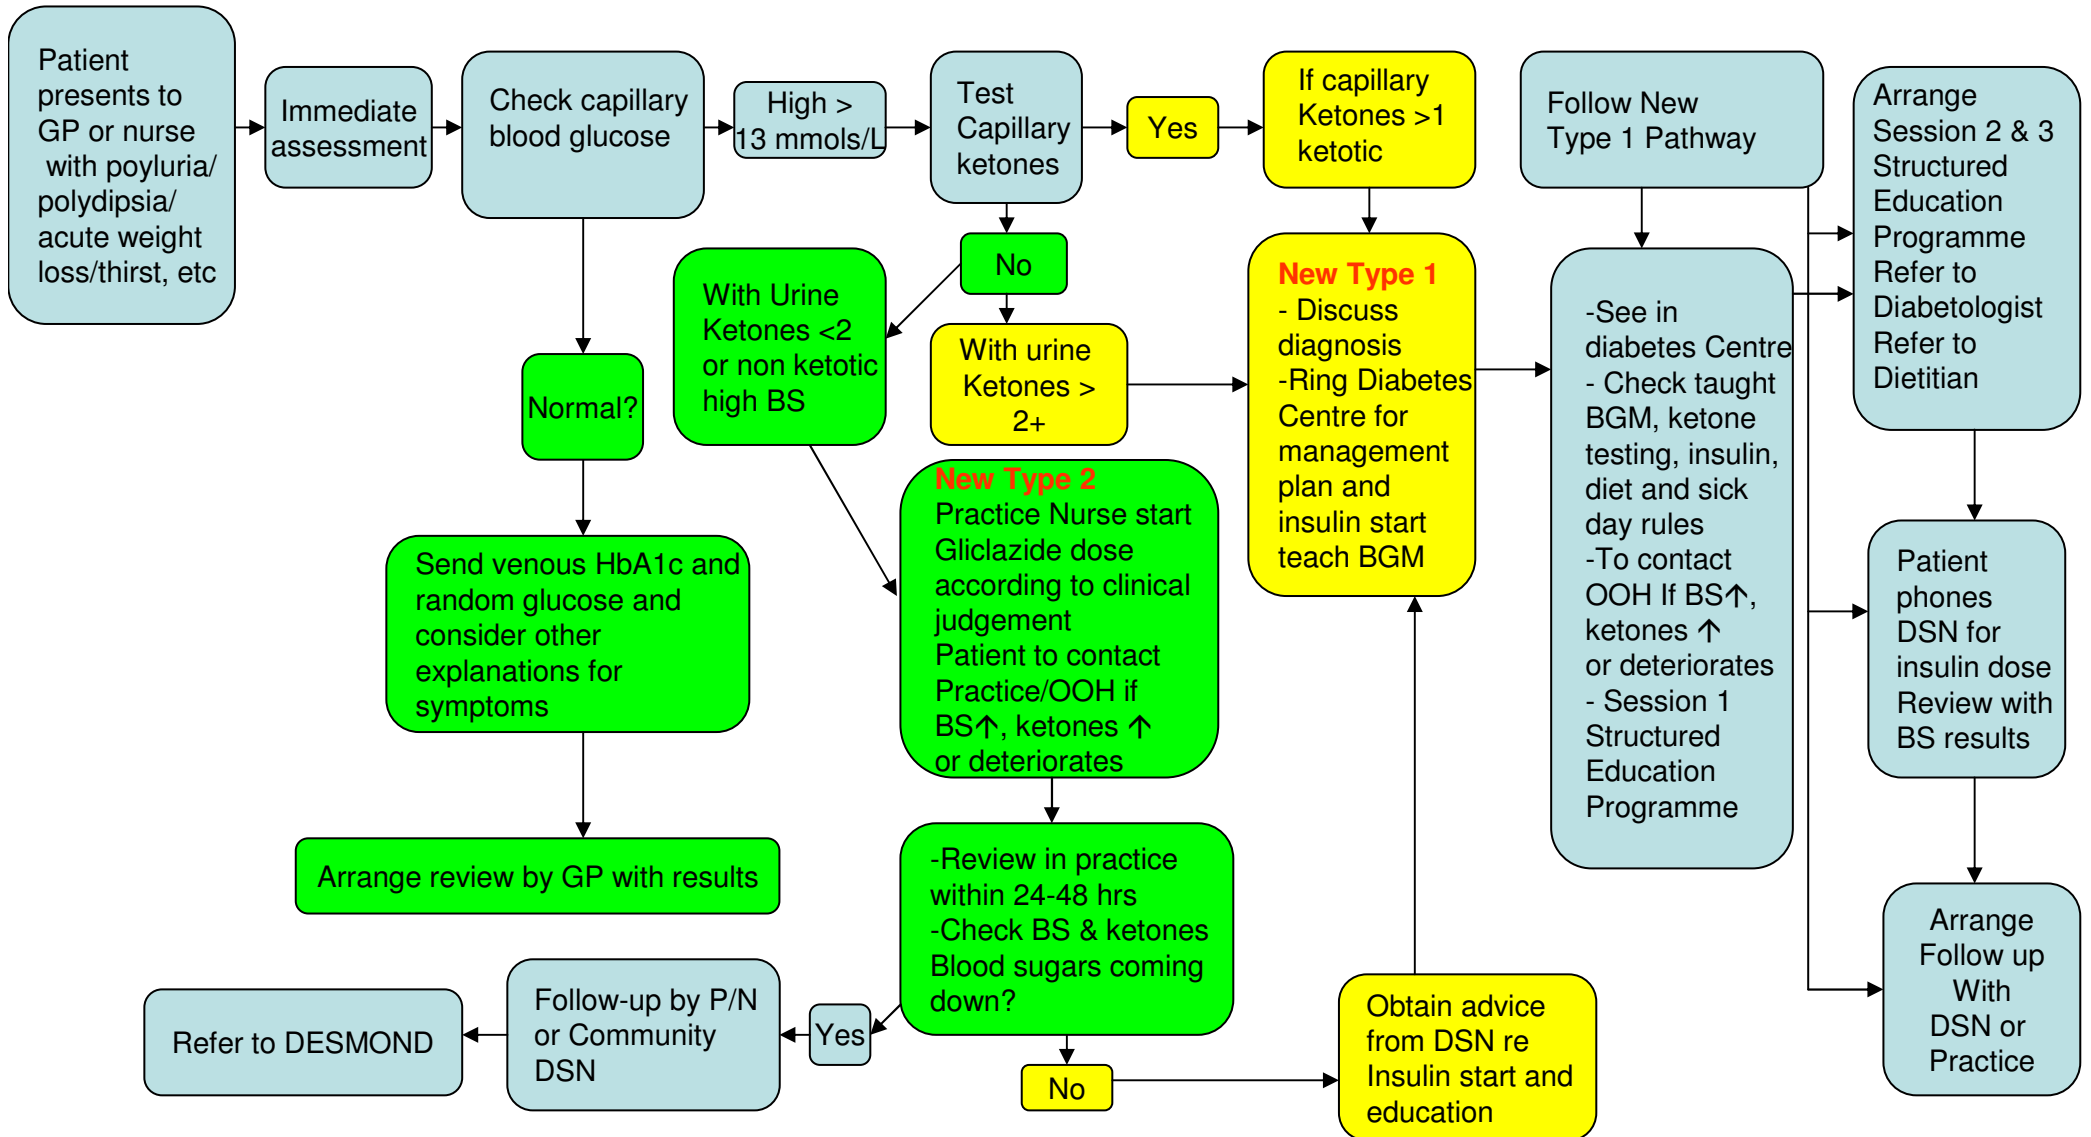 Patient
presents to
GP or nurse
with poyluria/
polydipsia/
acute weight
loss/thirst, etc
Immediate
assessment
Check capillary
blood glucose
High >
13 mmols/L
Test
Capillary
ketones
Yes
If capillary
Ketones >1
ketotic
Follow New
Type 1 Pathway
Arrange
Session 2 & 3
Structured
Education
Programme
Refer to
Diabetologist
Refer to
Dietitian
No
With Urine
Ketones <2
or non ketotic
high BS
With urine
Ketones >
2+
New Type 1
- Discuss
diagnosis
-Ring Diabetes
Centre for
management
plan and
insulin start
teach BGM
-See in
diabetes Centre
- Check taught
BGM, ketone
testing, insulin,
diet and sick
day rules
-To contact
OOH If BS↑,
ketones ↑
or deteriorates
- Session 1
Structured
Education
Programme
Normal?
New Type 2
Practice Nurse start
Gliclazide dose
according to clinical
judgement
Patient to contact
Practice/OOH if
BS↑, ketones ↑
or deteriorates
Send venous HbA1c and
random glucose and
consider other
explanations for
symptoms
Patient
phones
DSN for
insulin dose
Review with
BS results
Arrange review by GP with results
-Review in practice
within 24-48 hrs
-Check BS & ketones
Blood sugars coming
down?
Arrange
Follow up
With
DSN or
Practice
Refer to DESMOND
Follow-up by P/N
or Community
DSN
Yes
No
Obtain advice
from DSN re
Insulin start and
education